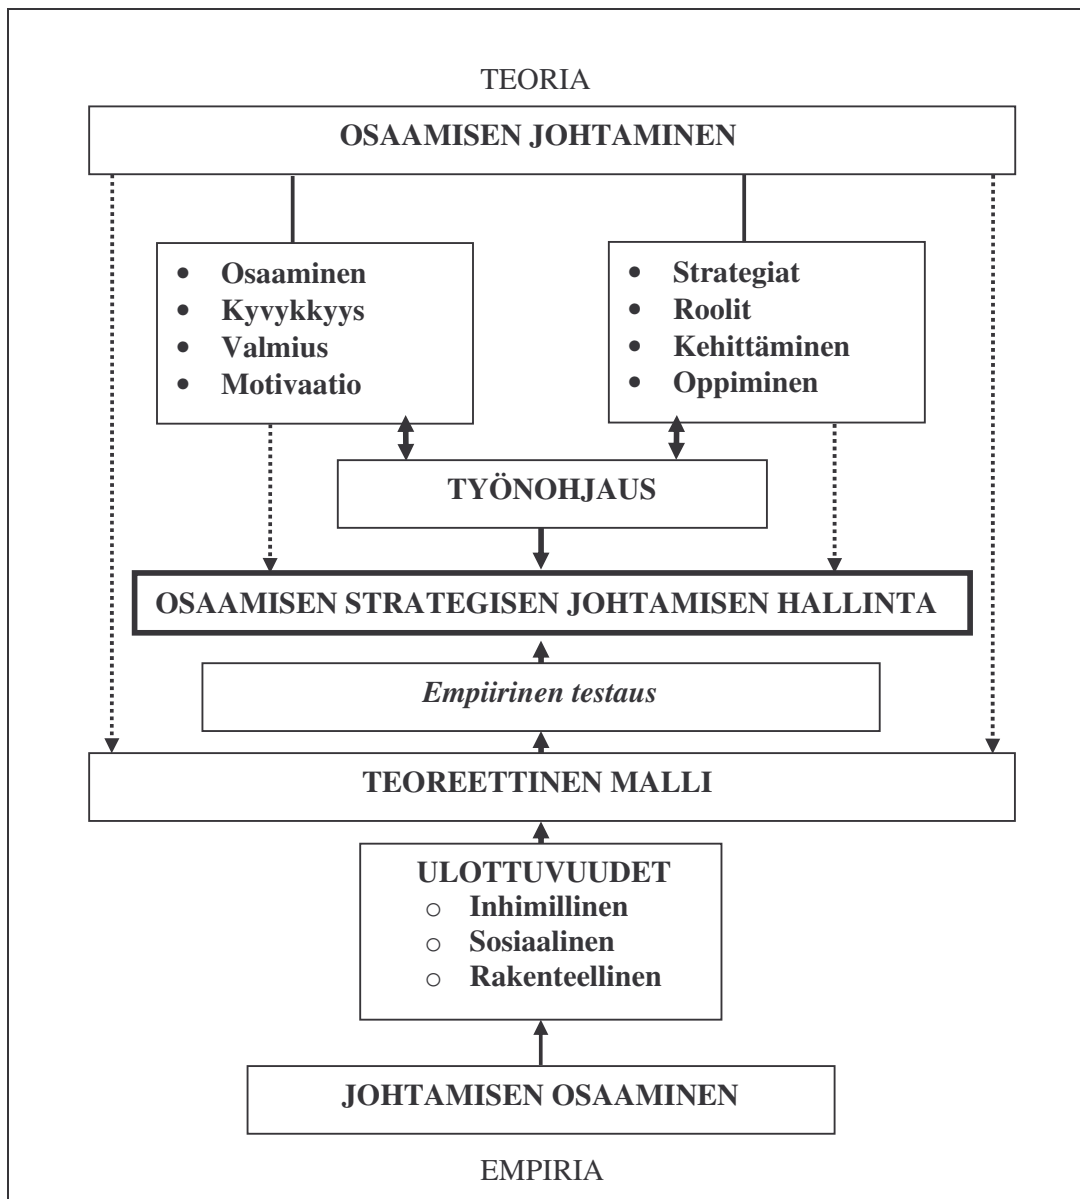 TEORIA
OSAAMISEN JOHTAMINEN
• Osaaminen
• Kyvykkyys
• Valmius
• Motivaatio
• Strategiat
• Roolit
• Kehittäminen
• Oppiminen
TYÖNOHJAUS
OSAAMISEN STRATEGISEN JOHTAMISEN HALLINTA
Empiirinen testaus
TEOREETTINEN MALLI
ULOTTUVUUDET
o Inhimillinen
o Sosiaalinen
o Rakenteellinen
JOHTAMISEN OSAAMINEN
EMPIRIA